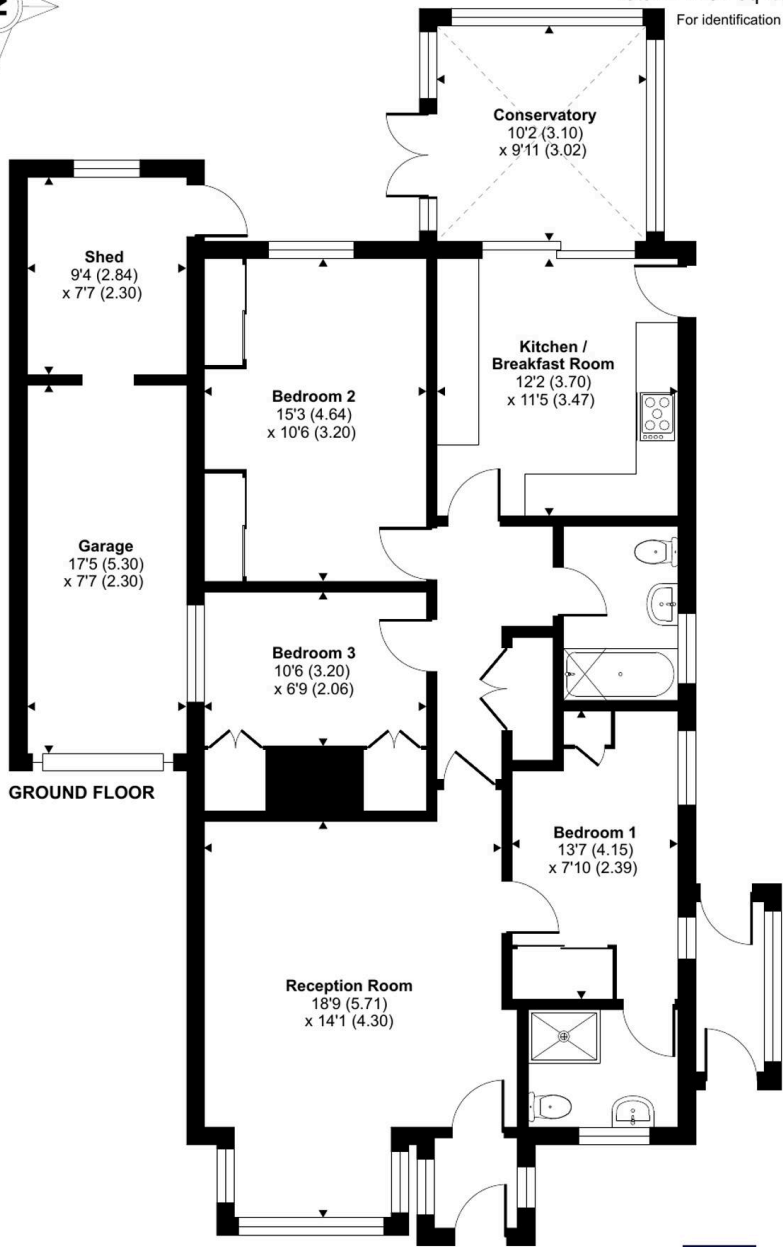 For identification
Conservatory
10'2 (3.10)
x 9'11 (3.02)
Shed
9'4 (2.84)
x 7'7 (2.30)
Kitchen /
Breakfast Room
12'2 (3.70)
x 11'5 (3.47)
Bedroom 2
15'3 (4.64)
x 10'6 (3.20)
Garage
17'5 (5.30)
x 7'7 (2.30)
Bedroom 3
10'6 (3.20)
x 6'9 (2.06)
GROUND FLOOR
Bedroom 1
13'7 (4.15)
x 7'10 (2.39)
Reception Room
18'9 (5.71)
x 14'1 (4.30)